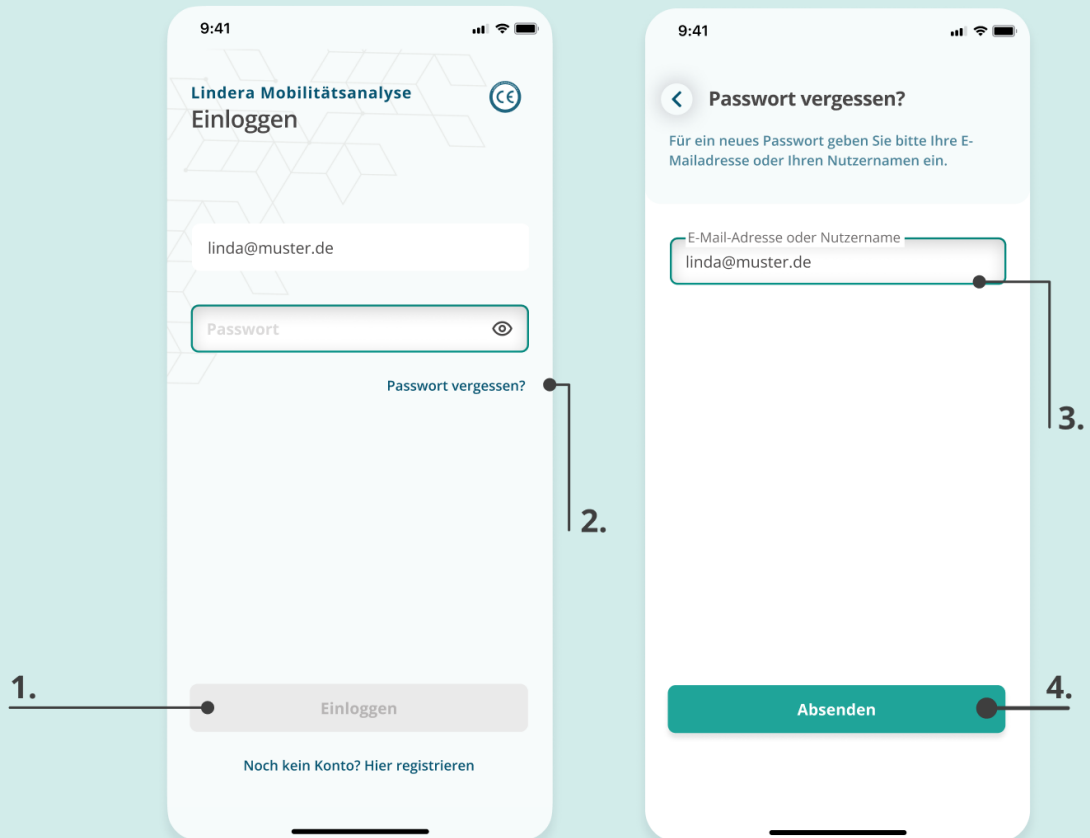 9:41
Lindera Mobilitätsanalyse
CE
Einloggen
linda@muster.de
Passwort
Passwort vergessen?
2.
1.
Einloggen
Noch kein Konto? Hier registrieren
9:41
Passwort vergessen?
Für ein neues Passwort geben Sie bitte Ihre E-
Mailadresse oder Ihren Nutzernamen ein.
E-Mail-Adresse oder Nutzername
linda@muster.de
3.
4.
Absenden